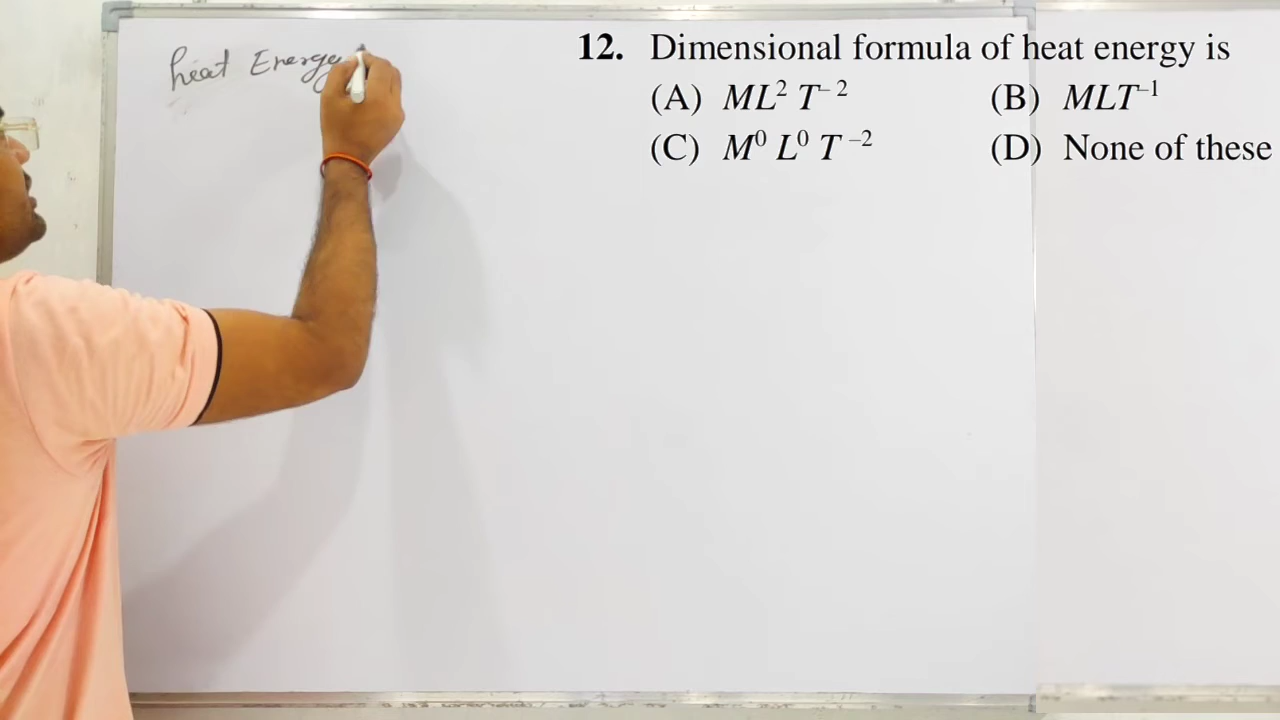 heat Energy
12. Dimensional formula of heat energy is
(A) ML² T⁻² (B) MLT⁻¹
(C) M⁰ L⁰ T⁻² (D) None of these